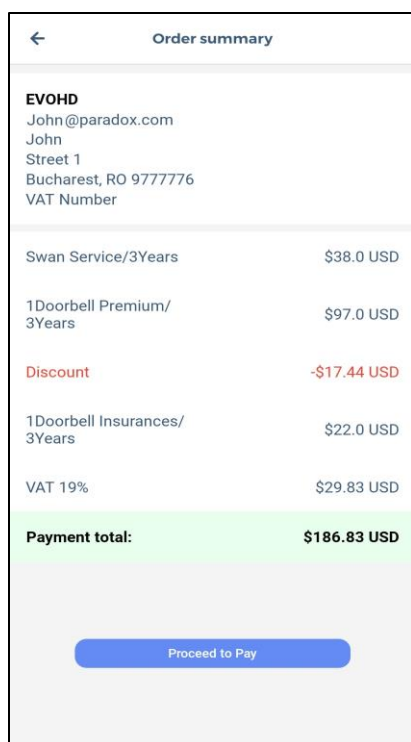 Order summary
EVOHD
John@paradox.com
John
Street 1
Bucharest, RO 9777776
VAT Number
Swan Service/3Years $38.0 USD
1Doorbell Premium/
3Years $97.0 USD
Discount -$17.44 USD
1Doorbell Insurances/
3Years $22.0 USD
VAT 19% $29.83 USD
Payment total: $186.83 USD
Proceed to Pay